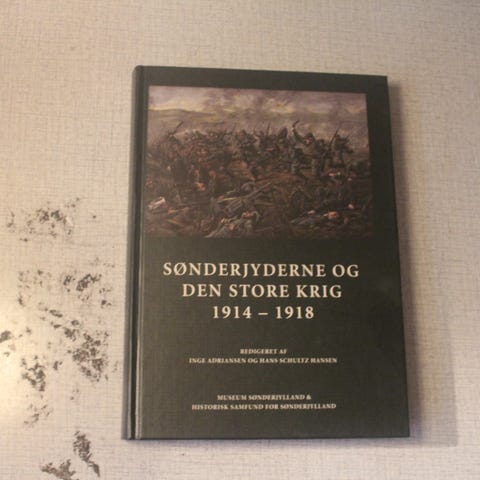 SØNDERJYDERNE OG
DEN STORE KRIG
1914 – 1918
REDIGERET AF
INGE ADRIANSEN OG HANS SCHULTZ HANSEN
MUSEUM SØNDERJYLLAND &
HISTORISK SAMFUND FOR SØNDERJYLLAND